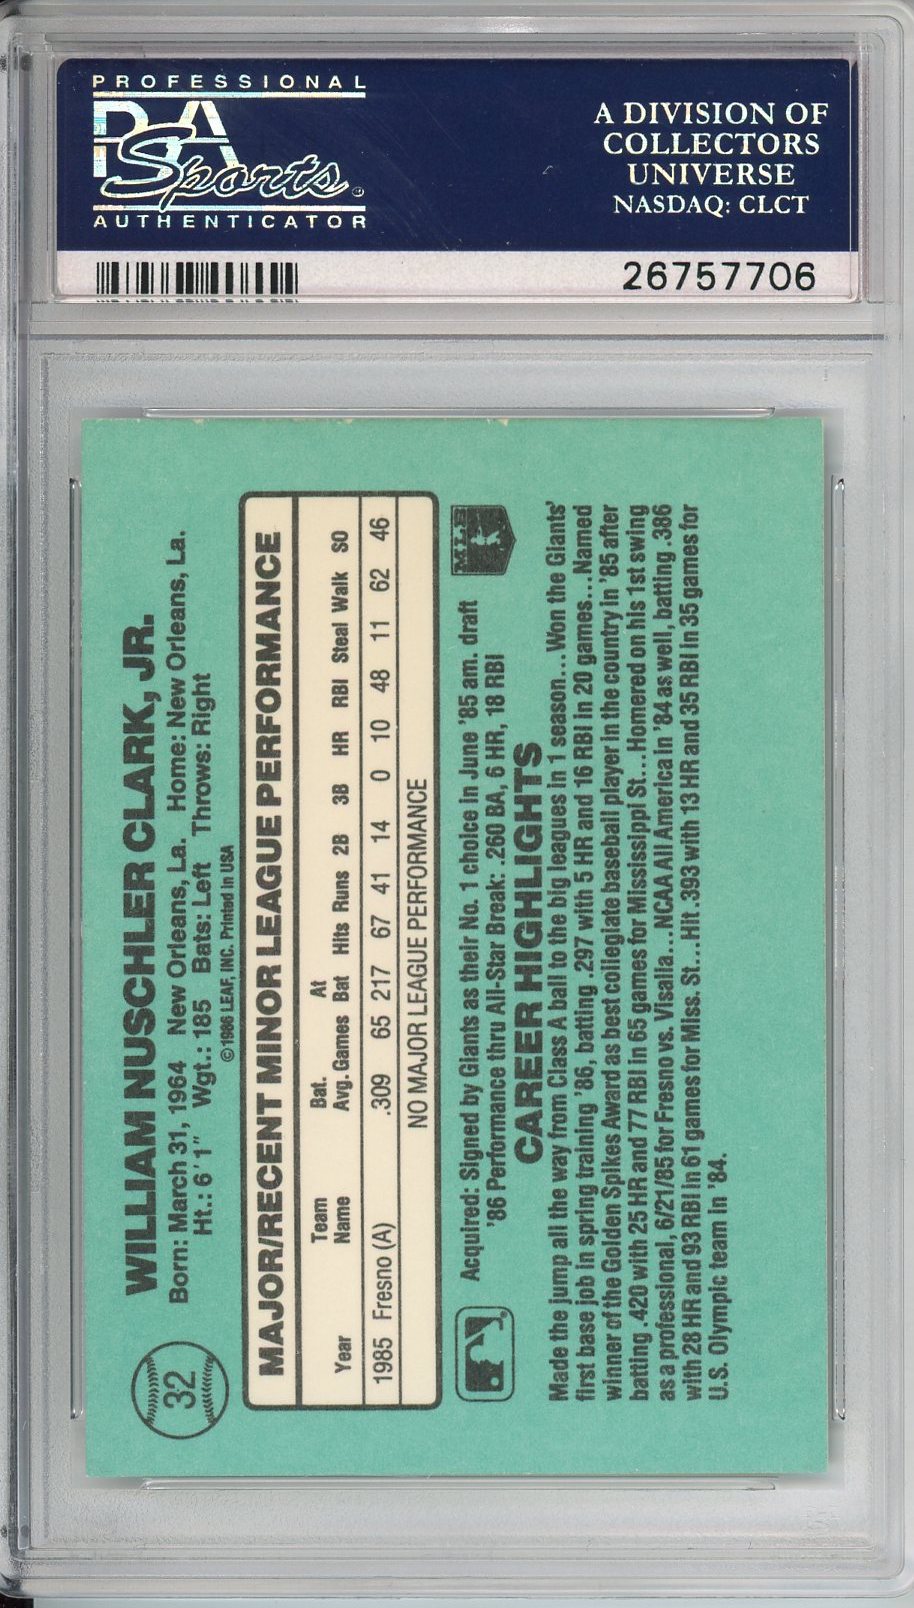 PROFESSIONAL
PSA
Sports
AUTHENTICATOR
A DIVISION OF
COLLECTORS
UNIVERSE
NASDAQ: CLCT
26757706
32
WILLIAM NUSCHLER CLARK, JR.
Born: March 31, 1964 New Orleans, La. Home: New Orleans, La.
Ht.: 6' 1" Wgt.: 185 Bats: Left Throws: Right
©1986 LEAF, INC. Printed in USA
MAJOR/RECENT MINOR LEAGUE PERFORMANCE
Year Team Name Bat. Avg. Games At Bat Hits Runs 2B 3B HR RBI Steal Walk SO
1985 Fresno (A) .309 65 217 67 41 14 0 10 48 11 62 46
NO MAJOR LEAGUE PERFORMANCE
Acquired: Signed by Giants as their No. 1 choice in June '85 am. draft
'86 Performance thru All-Star Break: .260 BA, 6 HR, 18 RBI
MLB
CAREER HIGHLIGHTS
Made the jump all the way from Class A ball to the big leagues in 1 season...Won the Giants'
first base job in spring training '86, batting .297 with 5 HR and 16 RBI in 20 games...Named
winner of the Golden Spikes Award as best collegiate baseball player in the country in '85 after
batting .420 with 25 HR and 77 RBI in 65 games for Mississippi St...Homered on his 1st swing
as a professional, 6/21/85 for Fresno vs. Visalia...NCAA All America in '84 as well, batting .386
with 28 HR and 93 RBI in 61 games for Miss. St....Hit .393 with 13 HR and 35 RBI in 35 games for
U.S. Olympic team in '84.